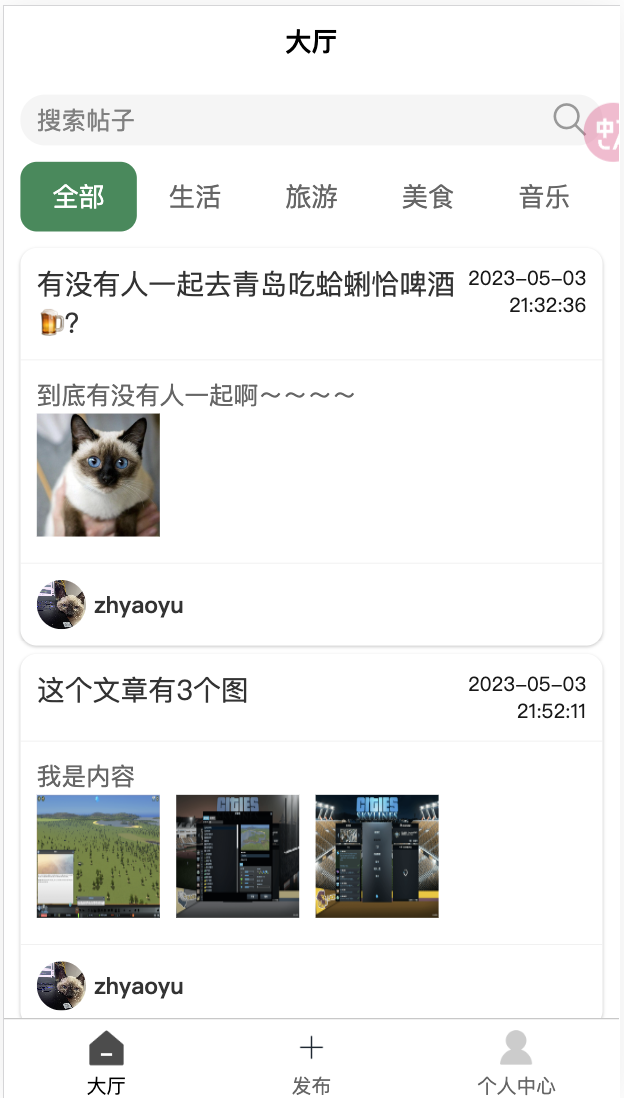 大厅
搜索帖子
中
全部 生活 旅游 美食 音乐
有没有人一起去青岛吃蛤蜊恰啤酒
🍺?
2023-05-03
21:32:36
到底有没有人一起啊～～～～
zhyaoyu
这个文章有3个图
2023-05-03
21:52:11
我是内容
CITIES
CITIES
zhyaoyu
大厅 发布 个人中心